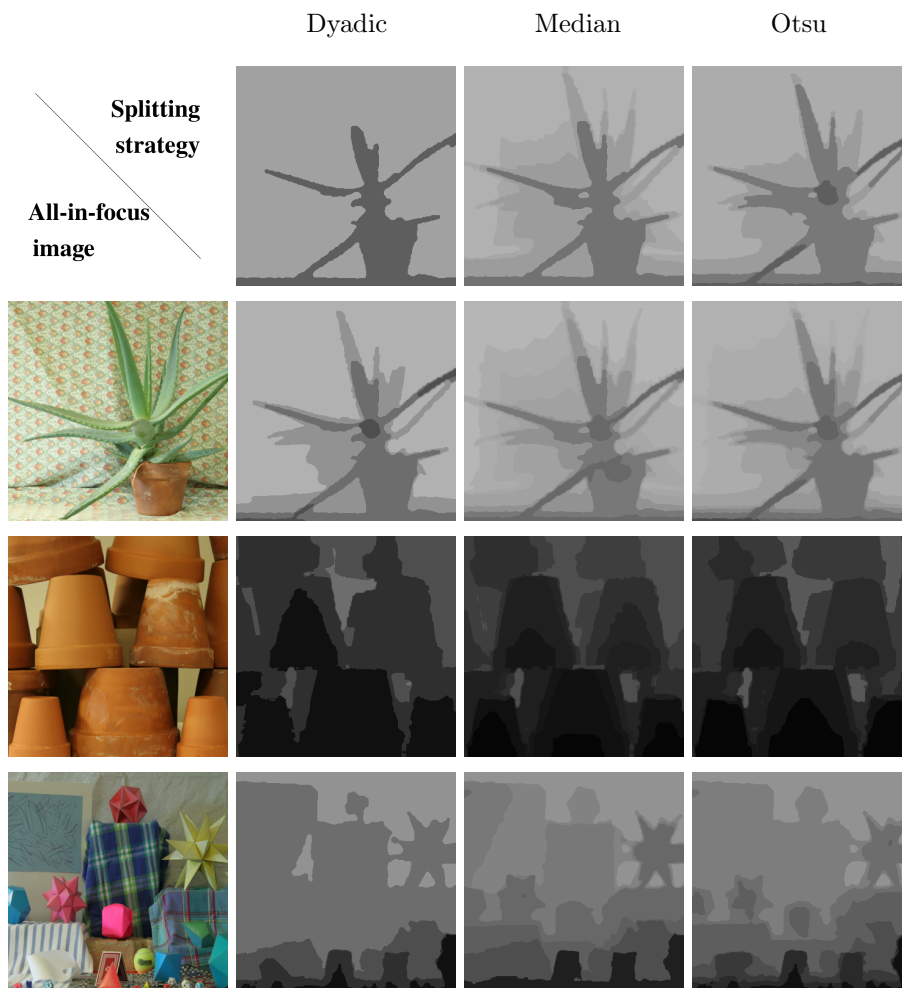 Dyadic Median Otsu
Splitting
strategy
All-in-focus
image